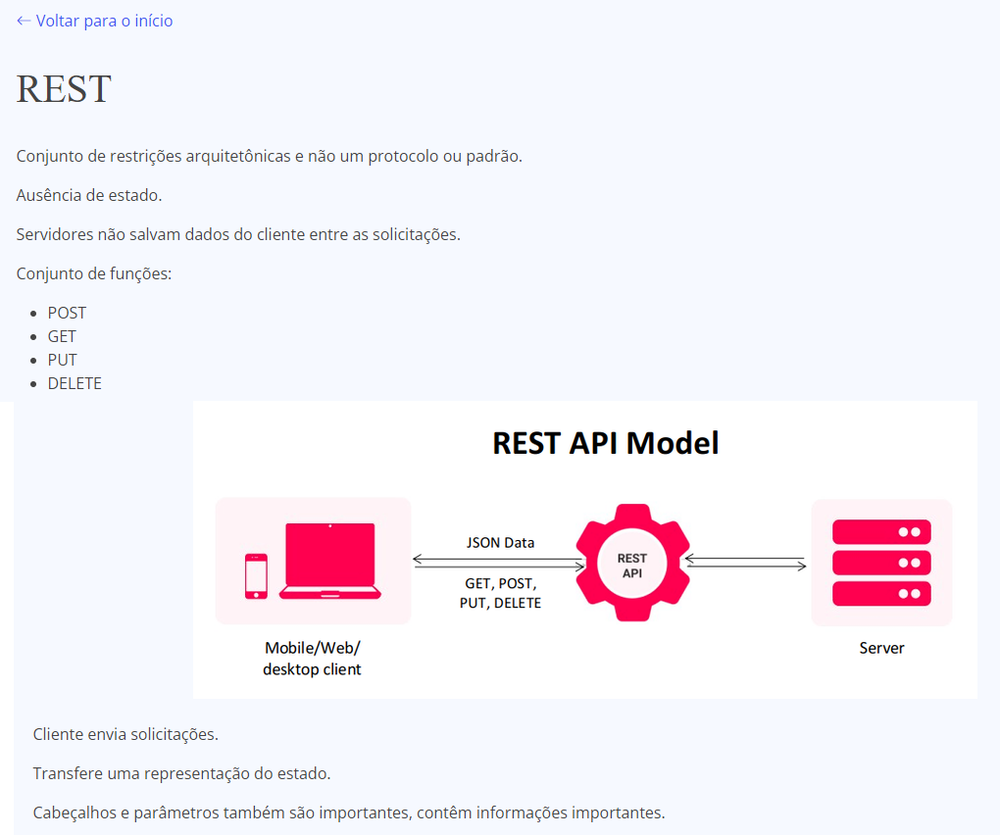 ← Voltar para o início
REST
Conjunto de restrições arquitetônicas e não um protocolo ou padrão.
Ausência de estado.
Servidores não salvam dados do cliente entre as solicitações.
Conjunto de funções:
• POST
• GET
• PUT
• DELETE
REST API Model
JSON Data
GET, POST,
PUT, DELETE
REST
API
Mobile/Web/
desktop client
Server
Cliente envia solicitações.
Transfere uma representação do estado.
Cabeçalhos e parâmetros também são importantes, contêm informações importantes.